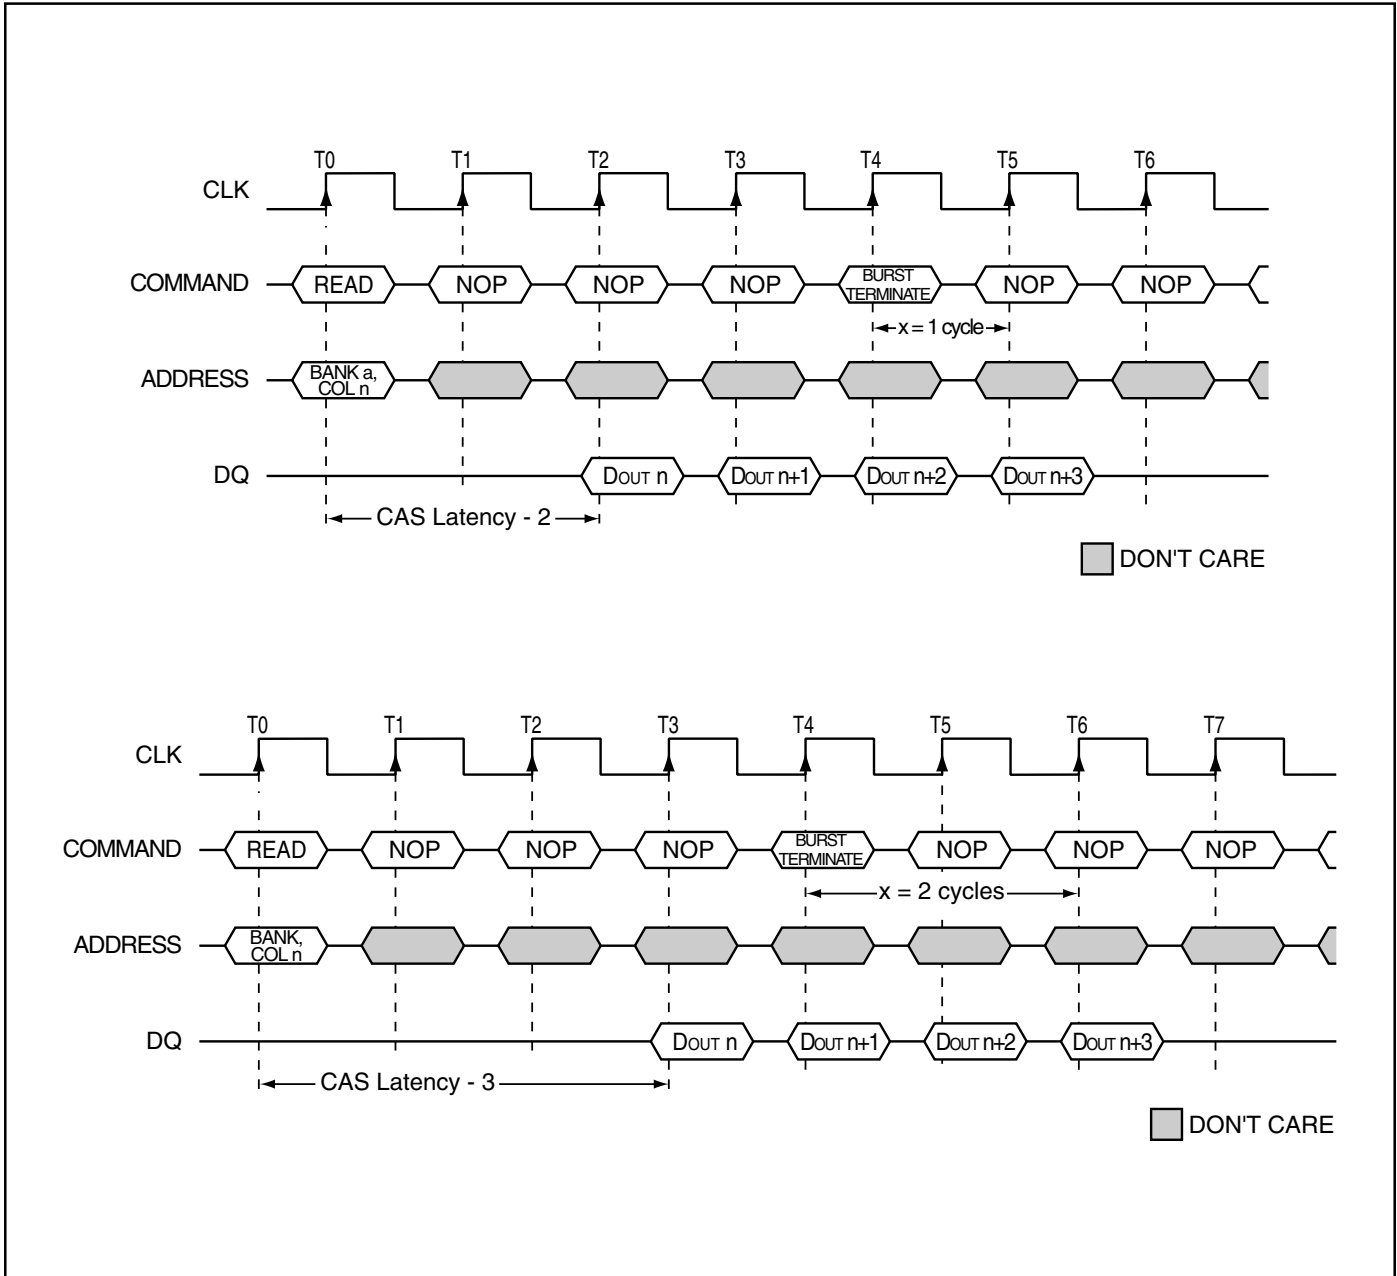 T0 T1 T2 T3 T4 T5 T6
CLK
COMMAND READ NOP NOP NOP BURST TERMINATE NOP NOP
x = 1 cycle
ADDRESS BANK a, COL n
DQ DOUT n DOUT n+1 DOUT n+2 DOUT n+3
CAS Latency - 2
DON'T CARE
T0 T1 T2 T3 T4 T5 T6 T7
CLK
COMMAND READ NOP NOP NOP BURST TERMINATE NOP NOP NOP
x = 2 cycles
ADDRESS BANK, COL n
DQ DOUT n DOUT n+1 DOUT n+2 DOUT n+3
CAS Latency - 3
DON'T CARE